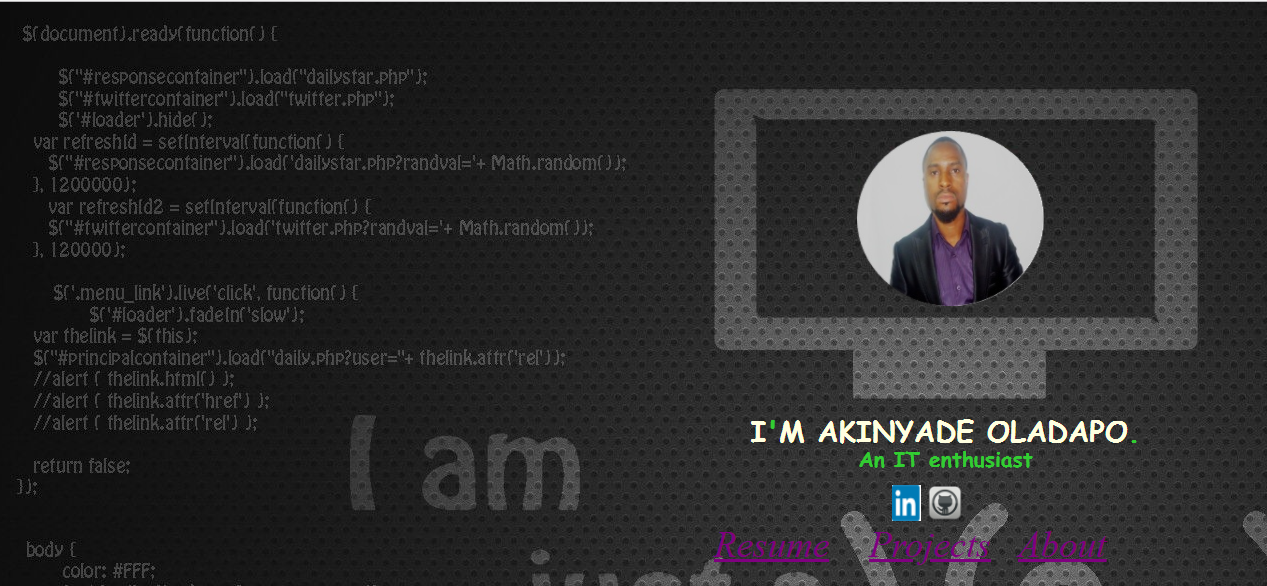 $(document).ready(function() {
$("#responsecontainer").load("dailystar.php");
$("#twittercontainer").load("twitter.php");
$('#loader').hide();
var refreshId = setInterval(function() {
$("#responsecontainer").load('dailystar.php?randval='+ Math.random());
}, 1200000);
var refreshId2 = setInterval(function() {
$("#twittercontainer").load('twitter.php?randval='+ Math.random());
}, 120000);
$('.menu_link').live('click', function() {
$('#loader').fadeIn('slow');
var thelink = $(this);
$("#principalcontainer").load("daily.php?user="+ thelink.attr('rel'));
//alert ( thelink.html() );
//alert ( thelink.attr('href') );
//alert ( thelink.attr('rel') );
return false;
});
body {
color: #FFF;
I am
I'M AKINYADE OLADAPO.
An IT enthusiast
in
Resume Projects About